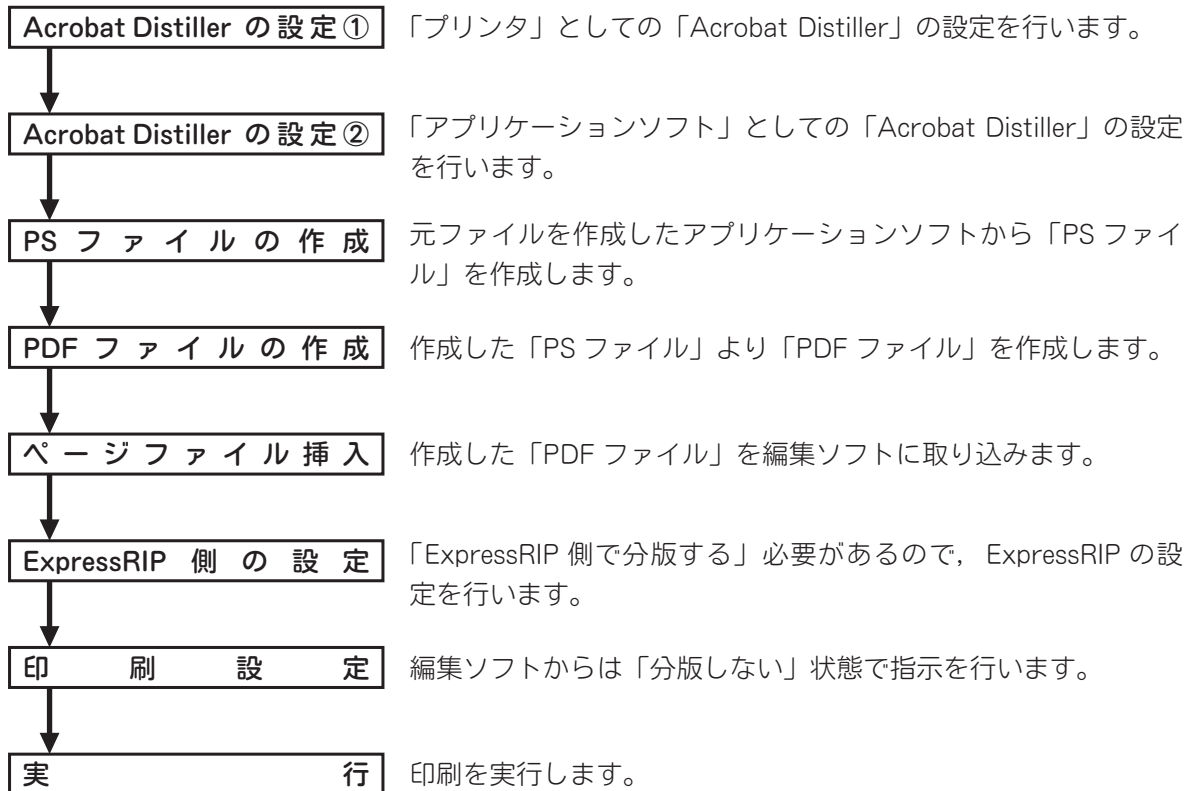 Acrobat Distiller の設定①
「プリンタ」としての「Acrobat Distiller」の設定を行います。
Acrobat Distiller の設定②
「アプリケーションソフト」としての「Acrobat Distiller」の設定
を行います。
PS ファイルの作成
元ファイルを作成したアプリケーションソフトから「PS ファイ
ル」を作成します。
PDF ファイルの作成
作成した「PS ファイル」より「PDF ファイル」を作成します。
ページファイル挿入
作成した「PDF ファイル」を編集ソフトに取り込みます。
ExpressRIP 側の設定
「ExpressRIP 側で分版する」必要があるので，ExpressRIP の設
定を行います。
印刷設定
編集ソフトからは「分版しない」状態で指示を行います。
実行
印刷を実行します。